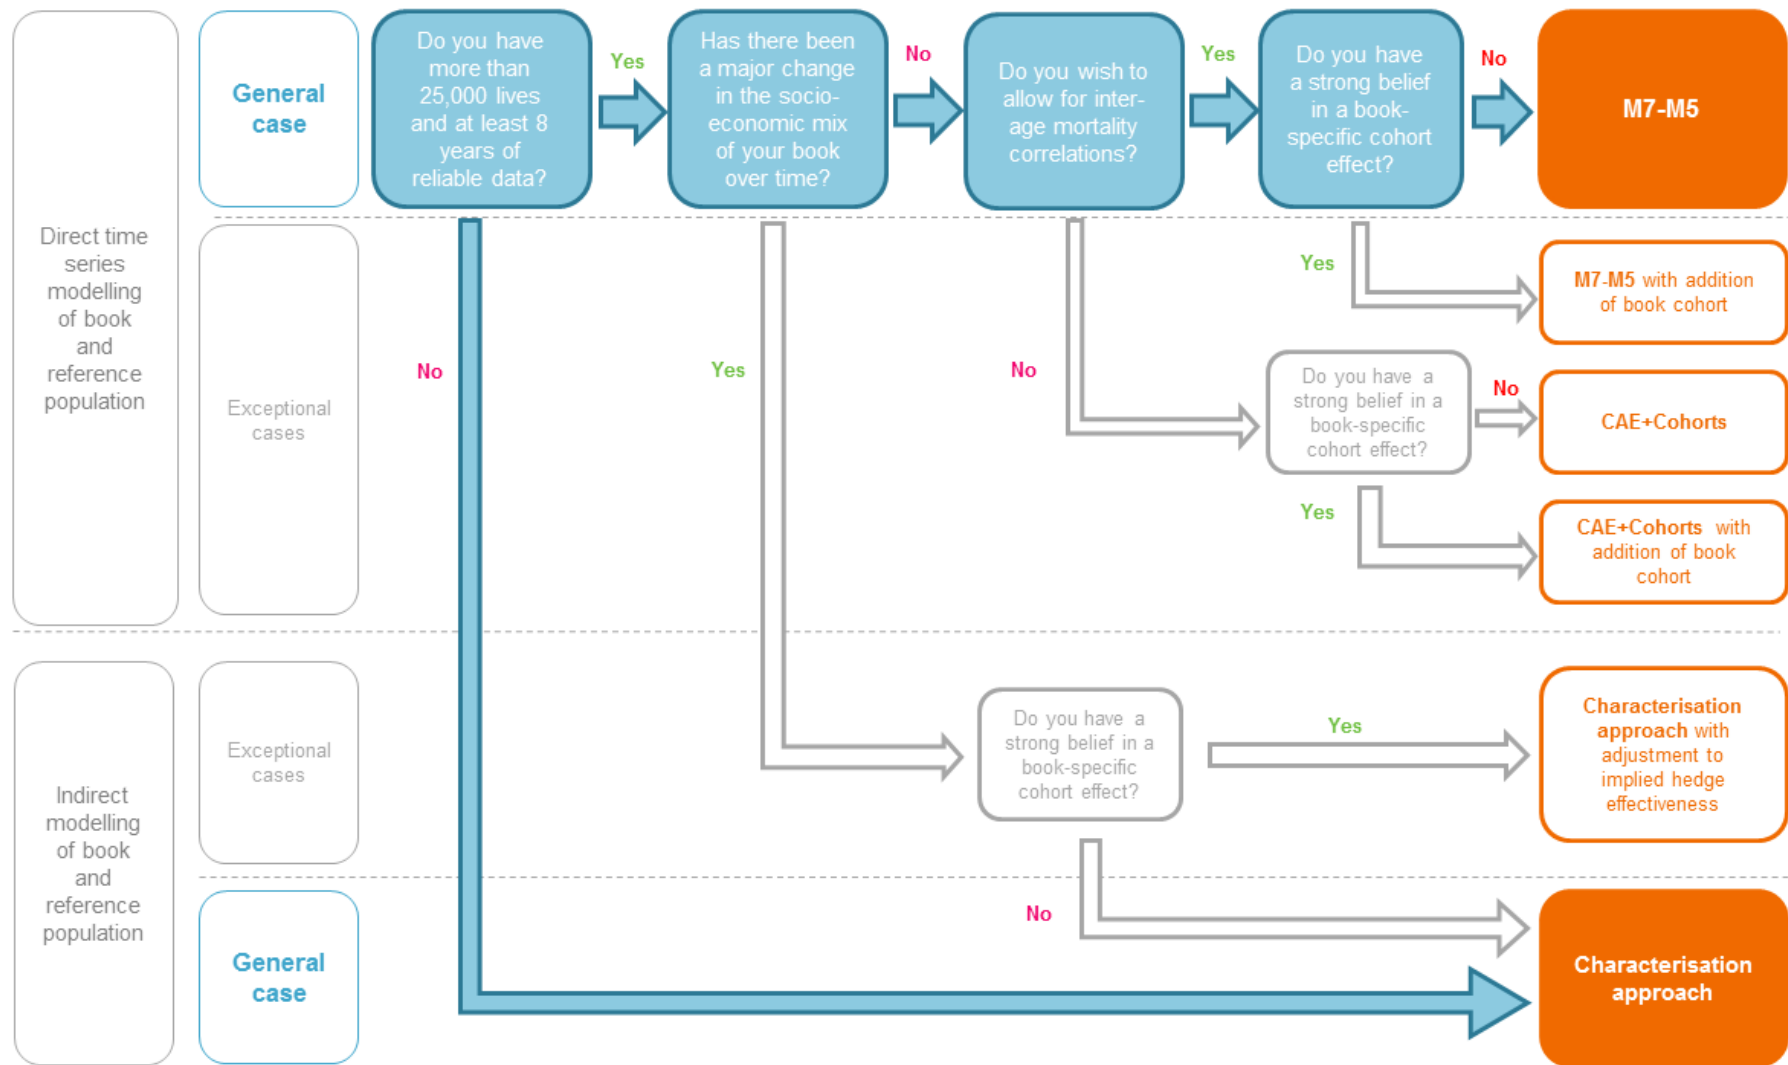 General
case
Do you have
more than
25,000 lives
and at least 8
years of
reliable data?
Yes
Has there been
a major change
in the socio-
economic mix
of your book
over time?
No
Do you wish to
allow for inter-
age mortality
correlations?
Yes
Do you have
a strong belief
in a book-
specific cohort
effect?
No
M7-M5
Direct time
series
modelling
of book
and
reference
population
Exceptional
cases
No
Yes
No
Yes
M7-M5 with addition
of book cohort
Do you have a
strong belief in a
book-specific
cohort effect?
No
CAE+Cohorts
Yes
CAE+Cohorts with
addition of book
cohort
Indirect
modelling
of book
and
reference
population
Exceptional
cases
Do you have a
strong belief in a
book-specific
cohort effect?
Yes
Characterisation
approach with
adjustment to
implied hedge
effectiveness
No
General
case
Characterisation
approach